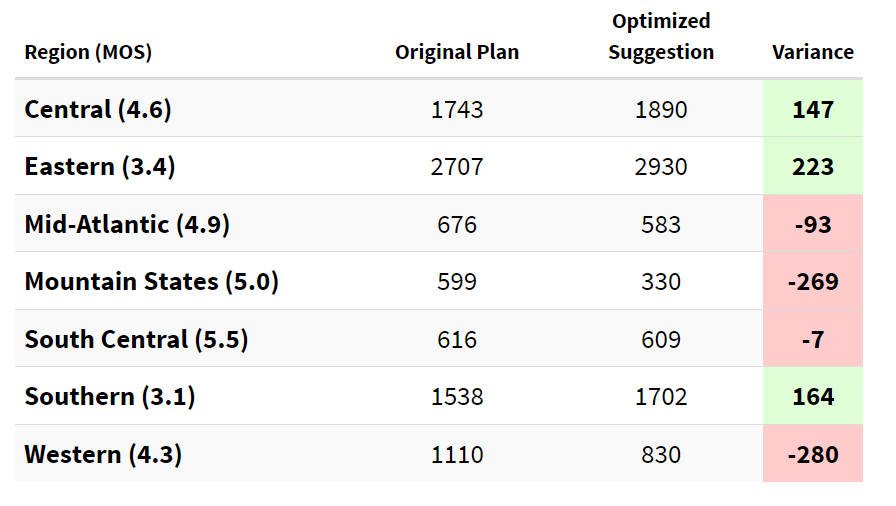 Region (MOS) Original Plan Optimized Suggestion Variance
Central (4.6) 1743 1890 147
Eastern (3.4) 2707 2930 223
Mid-Atlantic (4.9) 676 583 -93
Mountain States (5.0) 599 330 -269
South Central (5.5) 616 609 -7
Southern (3.1) 1538 1702 164
Western (4.3) 1110 830 -280